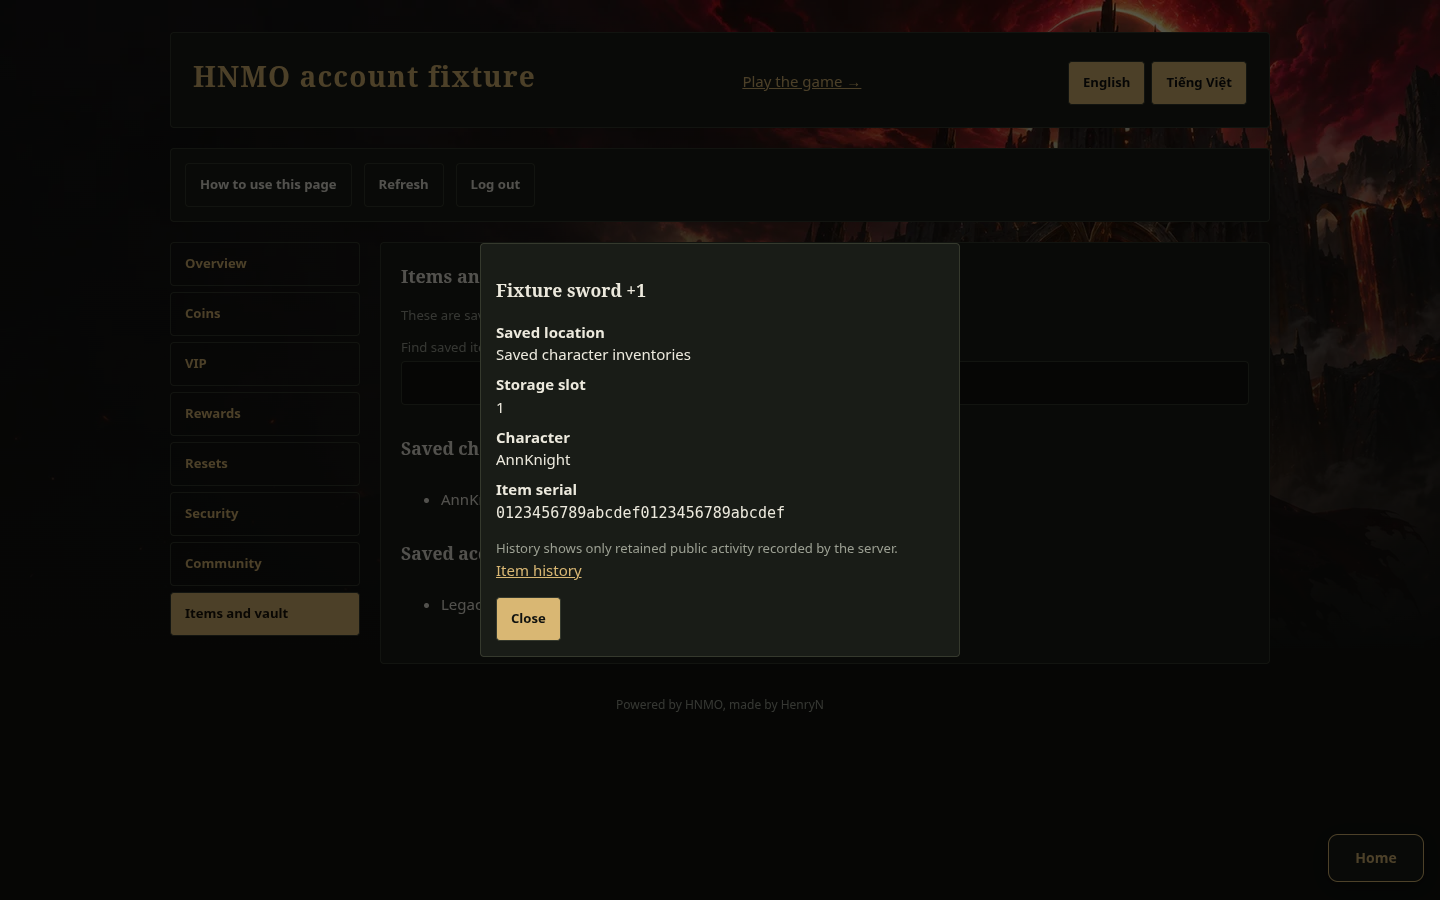 HNMO account fixture
Play the game →
English
Tiếng Việt
How to use this page
Refresh
Log out
Overview
Coins
VIP
Rewards
Resets
Security
Community
Items and vault
Items an
These are sav
Find saved ite
Saved ch
AnnK
Saved acc
Legac
Fixture sword +1
Saved location
Saved character inventories
Storage slot
1
Character
AnnKnight
Item serial
0123456789abcdef0123456789abcdef
History shows only retained public activity recorded by the server.
Item history
Close
Powered by HNMO, made by HenryN
Home